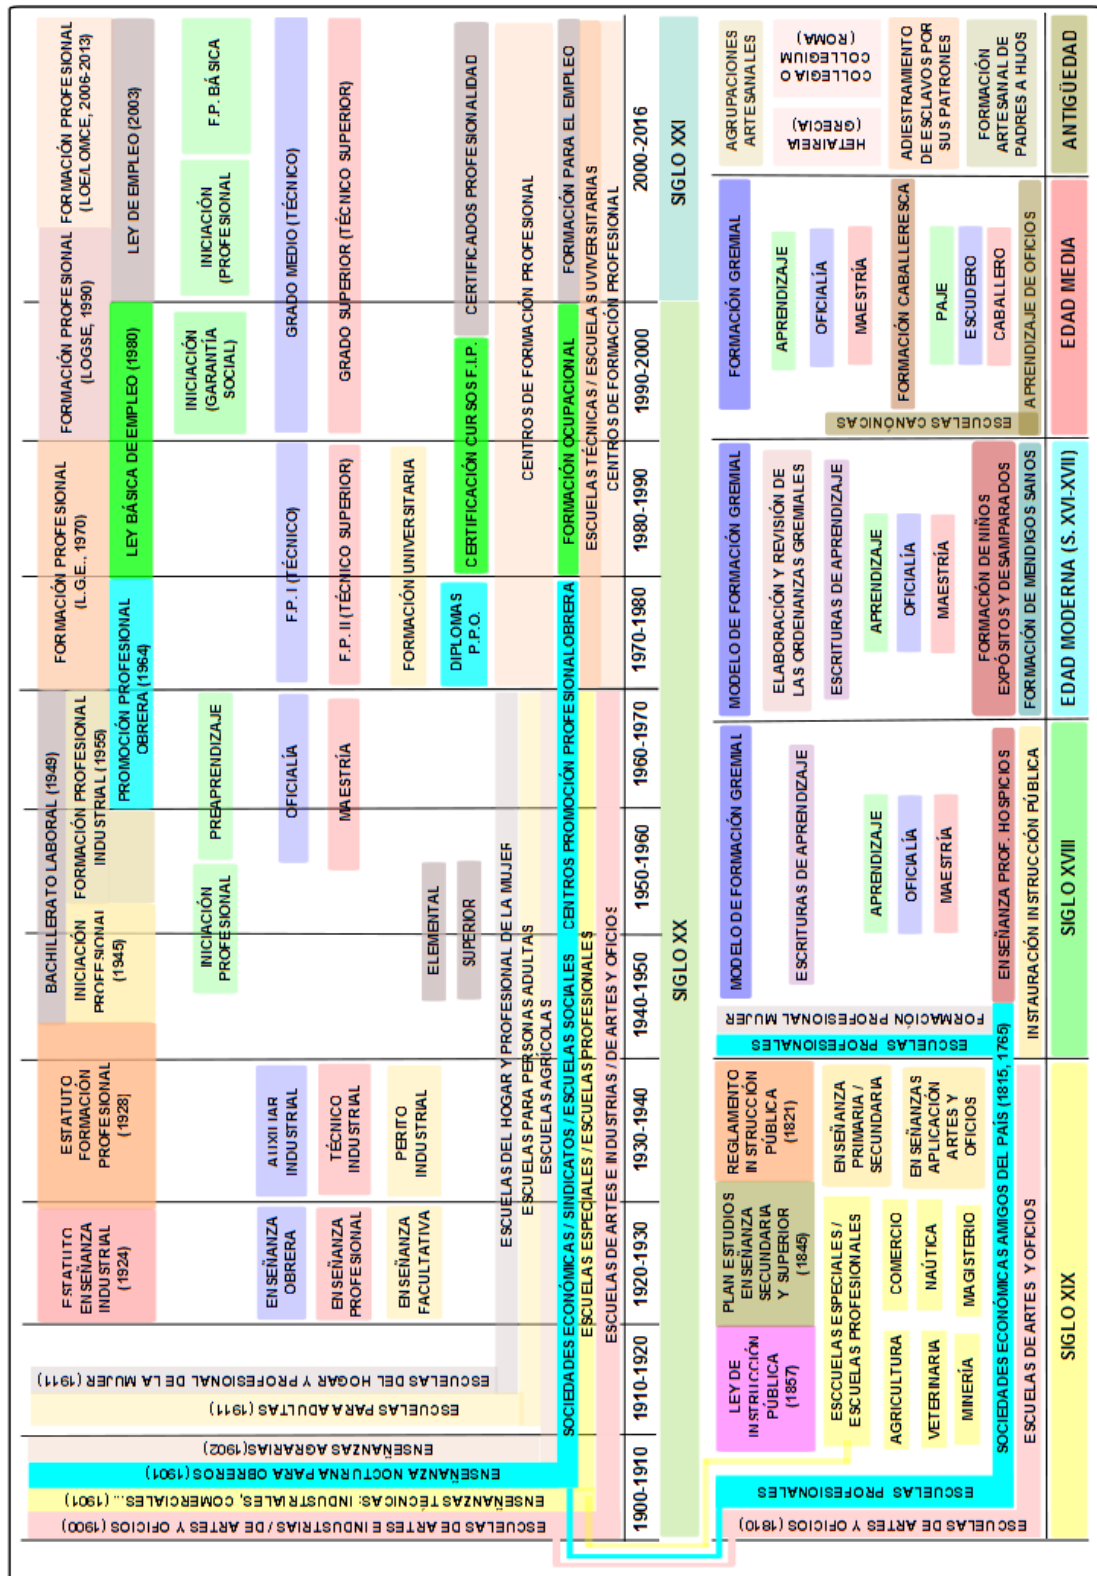 ESTATUTO
ENSEÑANZA
INDUSTRIAL
(1924)
ESTATUTO
FORMACIÓN
PROFESIONAL
(1928)
BACHILLERATO LABORAL (1949)
INICIACIÓN
PROFESIONAL
(1945)
FORMACIÓN PROFESIONAL
INDUSTRIAL (1955)
PROMOCIÓN PROFESIONAL
OBRERA (1964)
FORMACIÓN PROFESIONAL
(L.G.E., 1970)
LEY BÁSICA DE EMPLEO (1980)
FORMACIÓN PROFESIONAL
(LOGSE, 1990)
FORMACIÓN PROFESIONAL
(LOE/LOMCE, 2006-2013)
LEY DE EMPLEO (2003)
INICIACIÓN
PROFESIONAL
PREAPRENDIZAJE
INICIACIÓN
(GARANTÍA
SOCIAL)
INICIACIÓN
(PROFESIONAL)
F.P. BÁSICA
ENSEÑANZA
OBRERA
AUXILIAR
INDUSTRIAL
OFICIALÍA
F.P. I (TÉCNICO)
GRADO MEDIO (TÉCNICO)
ENSEÑANZA
PROFESIONAL
TÉCNICO
INDUSTRIAL
MAESTRÍA
F.P. II (TÉCNICO SUPERIOR)
GRADO SUPERIOR (TÉCNICO SUPERIOR)
ENSEÑANZA
FACULTATIVA
PERITO
INDUSTRIAL
FORMACIÓN UNIVERSITARIA
ELEMENTAL
SUPERIOR
DIPLOMAS
P.P.O.
CERTIFICACIÓN CURSOS F.I.P.
CERTIFICADOS PROFESIONALIDAD
ESCUELAS DE ARTES E INDUSTRIAS / DE ARTES Y OFICIOS (1900)
ENSEÑANZAS TÉCNICAS: INDUSTRIALES, COMERCIALES... (1901)
ENSEÑANZA NOCTURNA PARA OBREROS (1901)
ENSEÑANZAS AGRARIAS(1902)
ESCUELAS PARA ADULTAS (1911)
ESCUELAS DEL HOGAR Y PROFESIONAL DE LA MUJER (1911)
ESCUELAS DEL HOGAR Y PROFESIONAL DE LA MUJER
CENTROS DE FORMACIÓN PROFESIONAL
ESCUELAS PARA PERSONAS ADULTAS
ESCUELAS AGRÍCOLAS
SOCIEDADES ECONÓMICAS / SINDICATOS / ESCUELAS SOCIALES
CENTROS PROMOCIÓN PROFESIONAL OBRERA
FORMACIÓN OCUPACIONAL
FORMACIÓN PARA EL EMPLEO
ESCUELAS ESPECIALES / ESCUELAS PROFESIONALES
ESCUELAS TÉCNICAS / ESCUELAS UNIVERSITARIAS
ESCUELAS DE ARTES E INDUSTRIAS / DE ARTES Y OFICIOS
CENTROS DE FORMACIÓN PROFESIONAL
1900-1910
1910-1920
1920-1930
1930-1940
1940-1950
1950-1960
1960-1970
1970-1980
1980-1990
1990-2000
2000-2016
SIGLO XX
SIGLO XXI
ESCUELAS DE ARTES Y OFICIOS (1810)
ESCUELAS PROFESIONALES
LEY DE
INSTRUCCIÓN
PÚBLICA
(1857)
PLAN ESTUDIOS
ENSEÑANZA
SECUNDARIA
Y SUPERIOR
(1845)
REGLAMENTO
INSTRUCCIÓN
PÚBLICA
(1821)
ESCCUELAS ESPECIALES /
ESCUELAS PROFESIONALES
ENSEÑANZA
PRIMARIA /
SECUNDARIA
AGRICULTURA
COMERCIO
VETERINARIA
NAÚTICA
MINERÍA
MAGISTERIO
ENSEÑANZAS
APLICACIÓN
ARTES Y
OFICIOS
SOCIEDADES ECONÓMICAS AMIGOS DEL PAÍS (1815, 1765)
ESCUELAS DE ARTES Y OFICIOS
ESCUELAS PROFESIONALES
FORMACIÓN PROFESIONAL MUJER
MODELO DE FORMACIÓN GREMIAL
ESCRITURAS DE APRENDIZAJE
APRENDIZAJE
OFICIALÍA
MAESTRÍA
ENSEÑANZA PROF. HOSPICIOS
INSTAURACIÓN INSTRUCCIÓN PÚBLICA
MODELO DE FORMACIÓN GREMIAL
ELABORACIÓN Y REVISIÓN DE
LAS ORDENANZAS GREMIALES
ESCRITURAS DE APRENDIZAJE
APRENDIZAJE
OFICIALÍA
MAESTRÍA
FORMACIÓN DE NIÑOS
EXPÓSITOS Y DESAMPARADOS
FORMACIÓN DE MENDIGOS SANOS
FORMACIÓN GREMIAL
APRENDIZAJE
OFICIALÍA
MAESTRÍA
ESCUELAS CANÓNICAS
FORMACIÓN CABALLERESCA
PAJE
ESCUDERO
CABALLERO
APRENDIZAJE DE OFICIOS
AGRUPACIONES
ARTESANALES
HETAIREIA
(GRECIA)
COLLEGIA O
COLLEGIUM
(ROMA)
ADIESTRAMIENTO
DE ESCLAVOS POR
SUS PATRONES
FORMACIÓN
ARTESANAL DE
PADRES A HIJOS
SIGLO XIX
SIGLO XVIII
EDAD MODERNA (S. XVI-XVII)
EDAD MEDIA
ANTIGÜEDAD